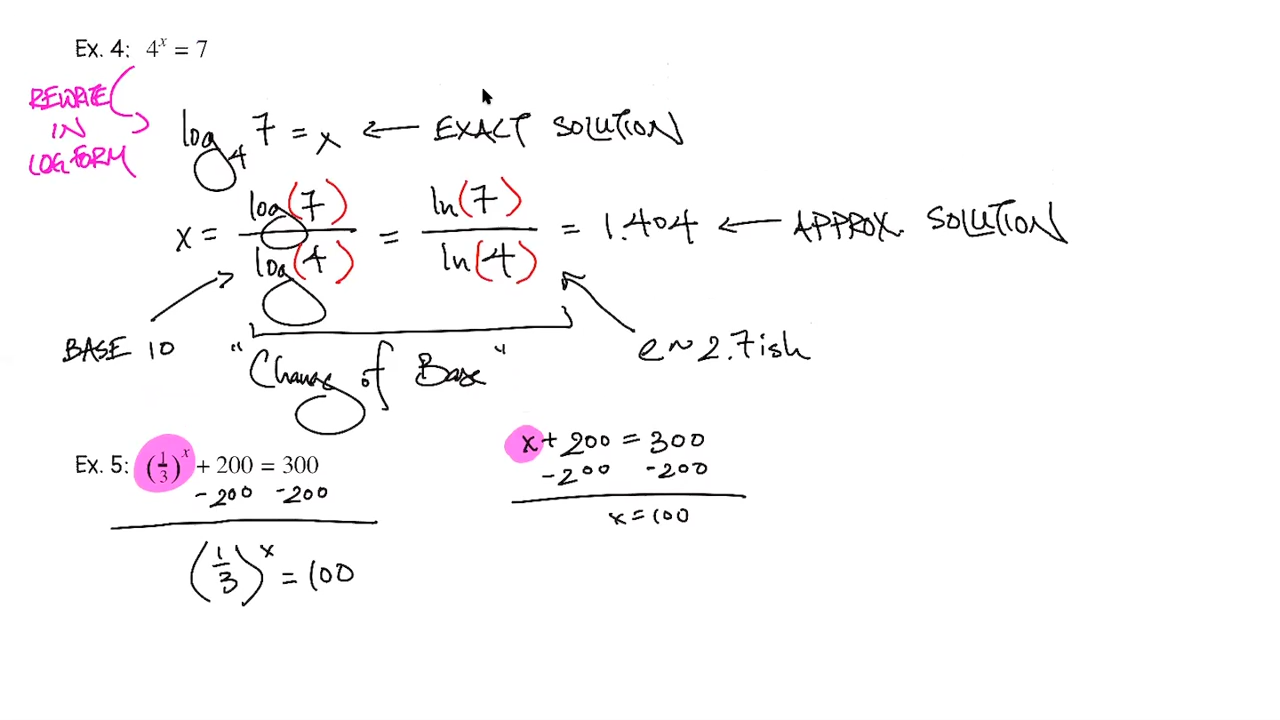 Ex. 4: 4^x = 7
REWRITE
IN
LOG FORM
log_4 7 = x ← EXACT SOLUTION
x = log(7)/log(4) = ln(7)/ln(4) = 1.404 ← APPROX. SOLUTION
BASE 10
"Change of Base"
e ~ 2.7ish
Ex. 5: (1/3)^x + 200 = 300
-200 -200
(1/3)^x = 100
x + 200 = 300
-200 -200
x = 100